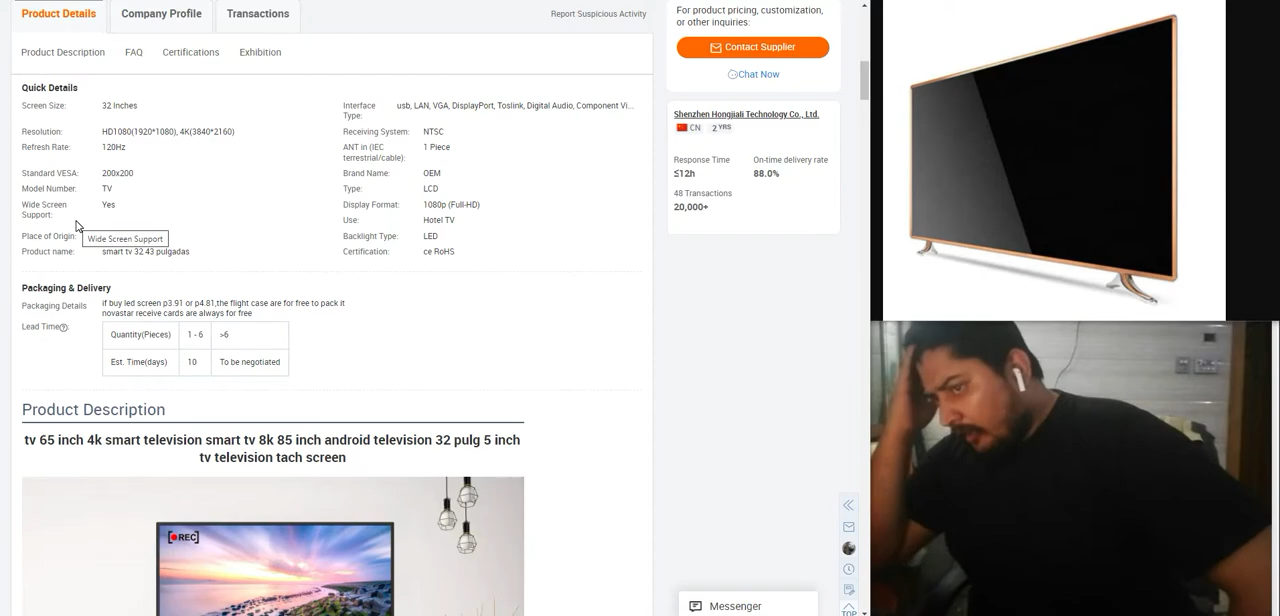 Product Details
Company Profile
Transactions
Report Suspicious Activity
Product Description
FAQ
Certifications
Exhibition
Quick Details
Screen Size:
32 Inches
Interface
Type:
usb, LAN, VGA, DisplayPort, Toslink, Digital Audio, Component Vi...
Resolution:
HD1080(1920*1080), 4K(3840*2160)
Receiving System:
NTSC
Refresh Rate:
120Hz
ANT in (IEC
terrestrial/cable):
1 Piece
Standard VESA:
200x200
Brand Name:
OEM
Model Number:
TV
Type:
LCD
Wide Screen
Support:
Yes
Display Format:
1080p (Full-HD)
Use:
Hotel TV
Place of Origin:
Wide Screen Support
Backlight Type:
LED
Product name:
smart tv 32 43 pulgadas
Certification:
ce RoHS
Packaging & Delivery
Packaging Details
if buy led screen p3.91 or p4.81,the flight case are for free to pack it
novastar receive cards are always for free
Lead Time
?
Quantity(Pieces)
1 - 6
>6
Est. Time(days)
10
To be negotiated
Product Description
tv 65 inch 4k smart television smart tv 8k 85 inch android television 32 pulg 5 inch
tv television tach screen
[●REC]
For product pricing, customization,
or other inquiries:
Contact Supplier
Chat Now
Shenzhen Hongjiali Technology Co., Ltd.
CN
2 YRS
Response Time
On-time delivery rate
≤12h
88.0%
48 Transactions
20,000+
TOP
Messenger